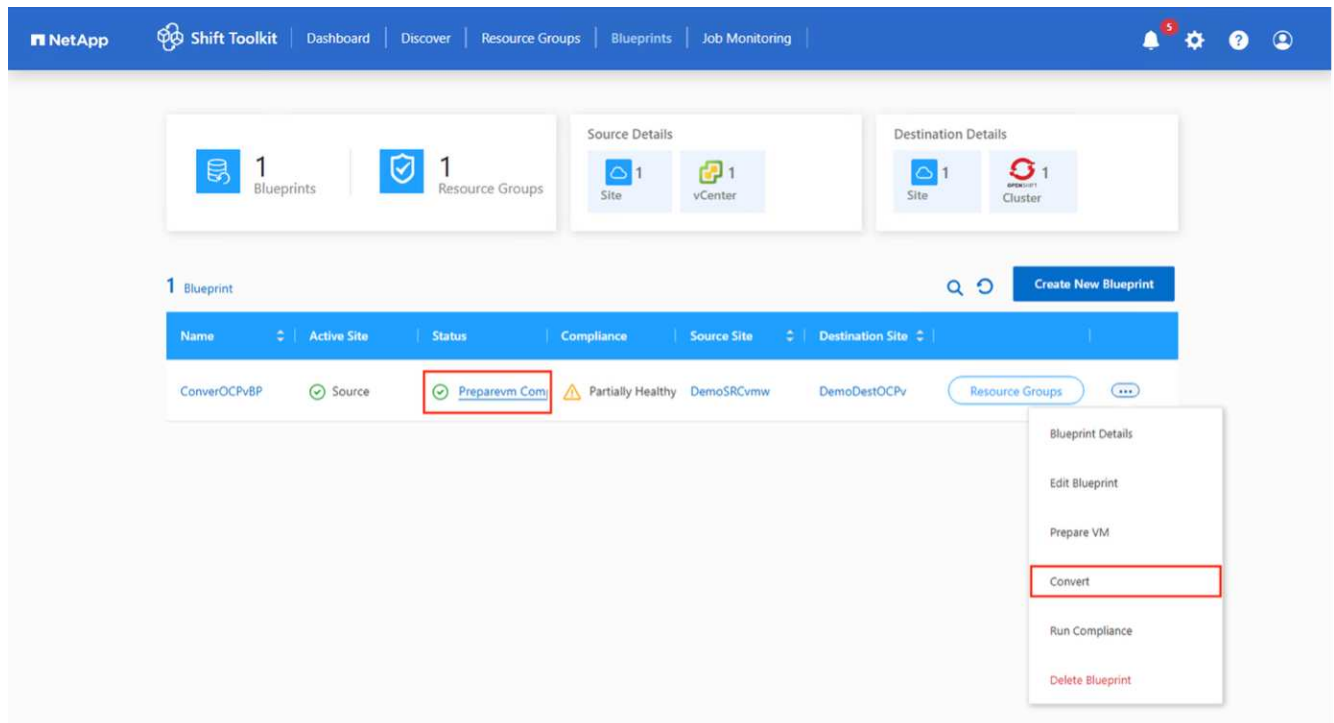 NetApp Shift Toolkit Dashboard Discover Resource Groups Blueprints Job Monitoring 5 ?
Source Details Destination Details
1 Blueprints 1 Resource Groups 1 Site 1 vCenter 1 Site OPENSHIFT 1 Cluster
1 Blueprint Create New Blueprint
Name Active Site Status Compliance Source Site Destination Site
ConverOCPvBP Source Preparevm Com Partially Healthy DemoSRCvmw DemoDestOCPv Resource Groups
Blueprint Details
Edit Blueprint
Prepare VM
Convert
Run Compliance
Delete Blueprint